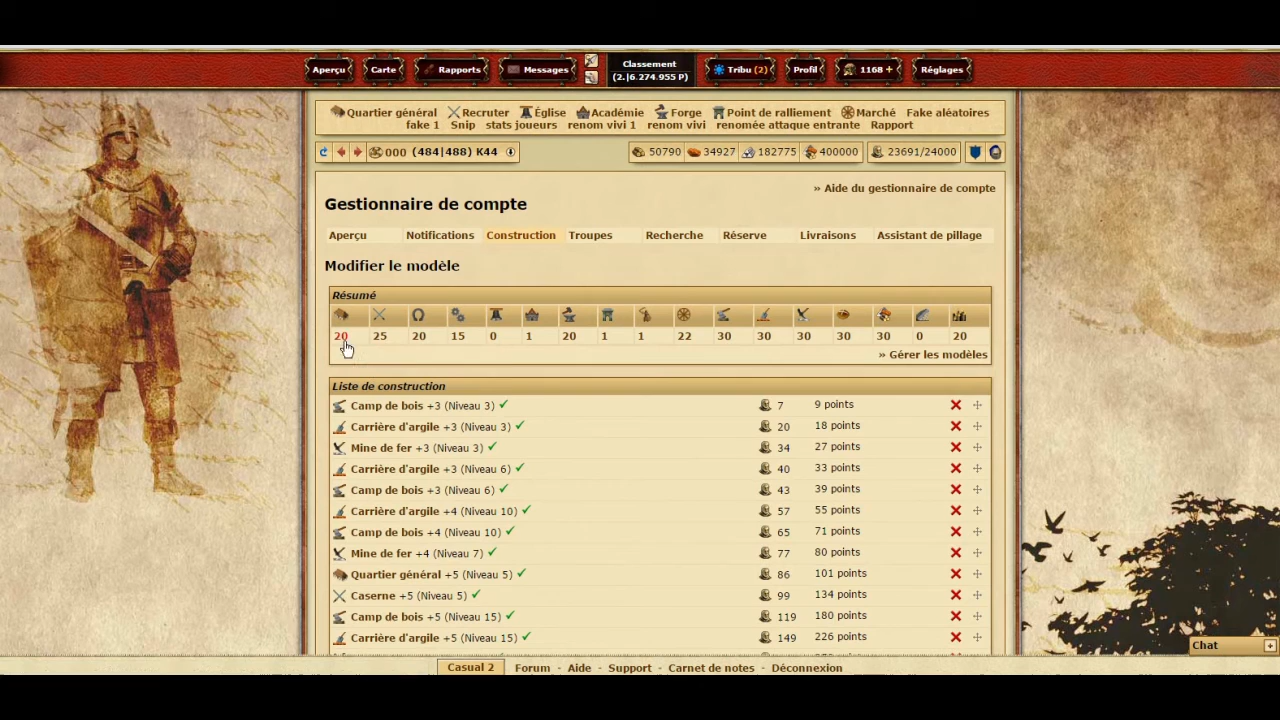 Aperçu Carte Rapports Messages Classement (2.|6.274.955 P) Tribu (2) Profil 1168 + Réglages
Quartier général Recruter Église Académie Forge Point de ralliement Marché Fake aléatoires
fake 1 Snip stats joueurs renom vivi 1 renom vivi renomée attaque entrante Rapport
000 (484|488) K44 50790 34927 182775 400000 23691/24000
» Aide du gestionnaire de compte
Gestionnaire de compte
Aperçu Notifications Construction Troupes Recherche Réserve Livraisons Assistant de pillage
Modifier le modèle
Résumé
20 25 20 15 0 1 20 1 1 22 30 30 30 30 30 0 20
» Gérer les modèles
Liste de construction
Camp de bois +3 (Niveau 3) 7 9 points
Carrière d'argile +3 (Niveau 3) 20 18 points
Mine de fer +3 (Niveau 3) 34 27 points
Carrière d'argile +3 (Niveau 6) 40 33 points
Camp de bois +3 (Niveau 6) 43 39 points
Carrière d'argile +4 (Niveau 10) 57 55 points
Camp de bois +4 (Niveau 10) 65 71 points
Mine de fer +4 (Niveau 7) 77 80 points
Quartier général +5 (Niveau 5) 86 101 points
Caserne +5 (Niveau 5) 99 134 points
Camp de bois +5 (Niveau 15) 119 180 points
Carrière d'argile +5 (Niveau 15) 149 226 points
Chat +
Casual 2 Forum - Aide - Support - Carnet de notes - Déconnexion